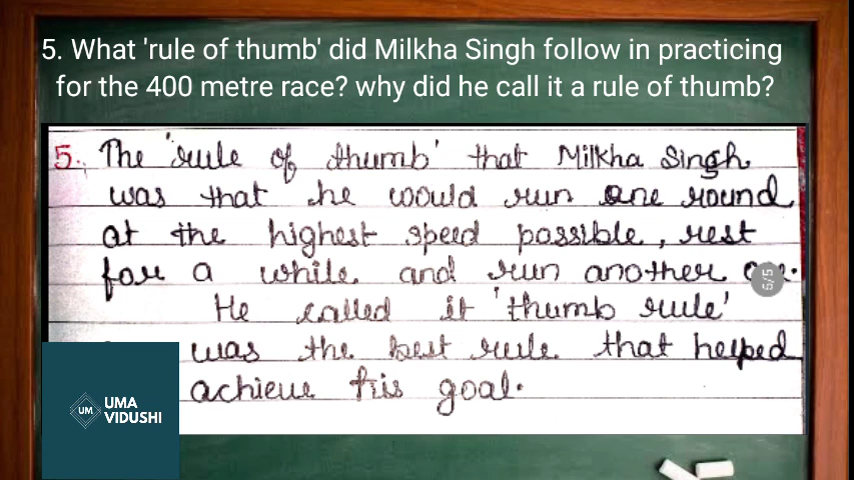 5. What 'rule of thumb' did Milkha Singh follow in practicing
for the 400 metre race? why did he call it a rule of thumb?
5. The 'rule of thumb' that Milkha Singh
was that he would run one round
at the highest speed possible, rest
for a while and run another
5/5
He called it 'thumb rule'
was the best rule that helped
achieve his goal.
UM
UMA
VIDUSHI